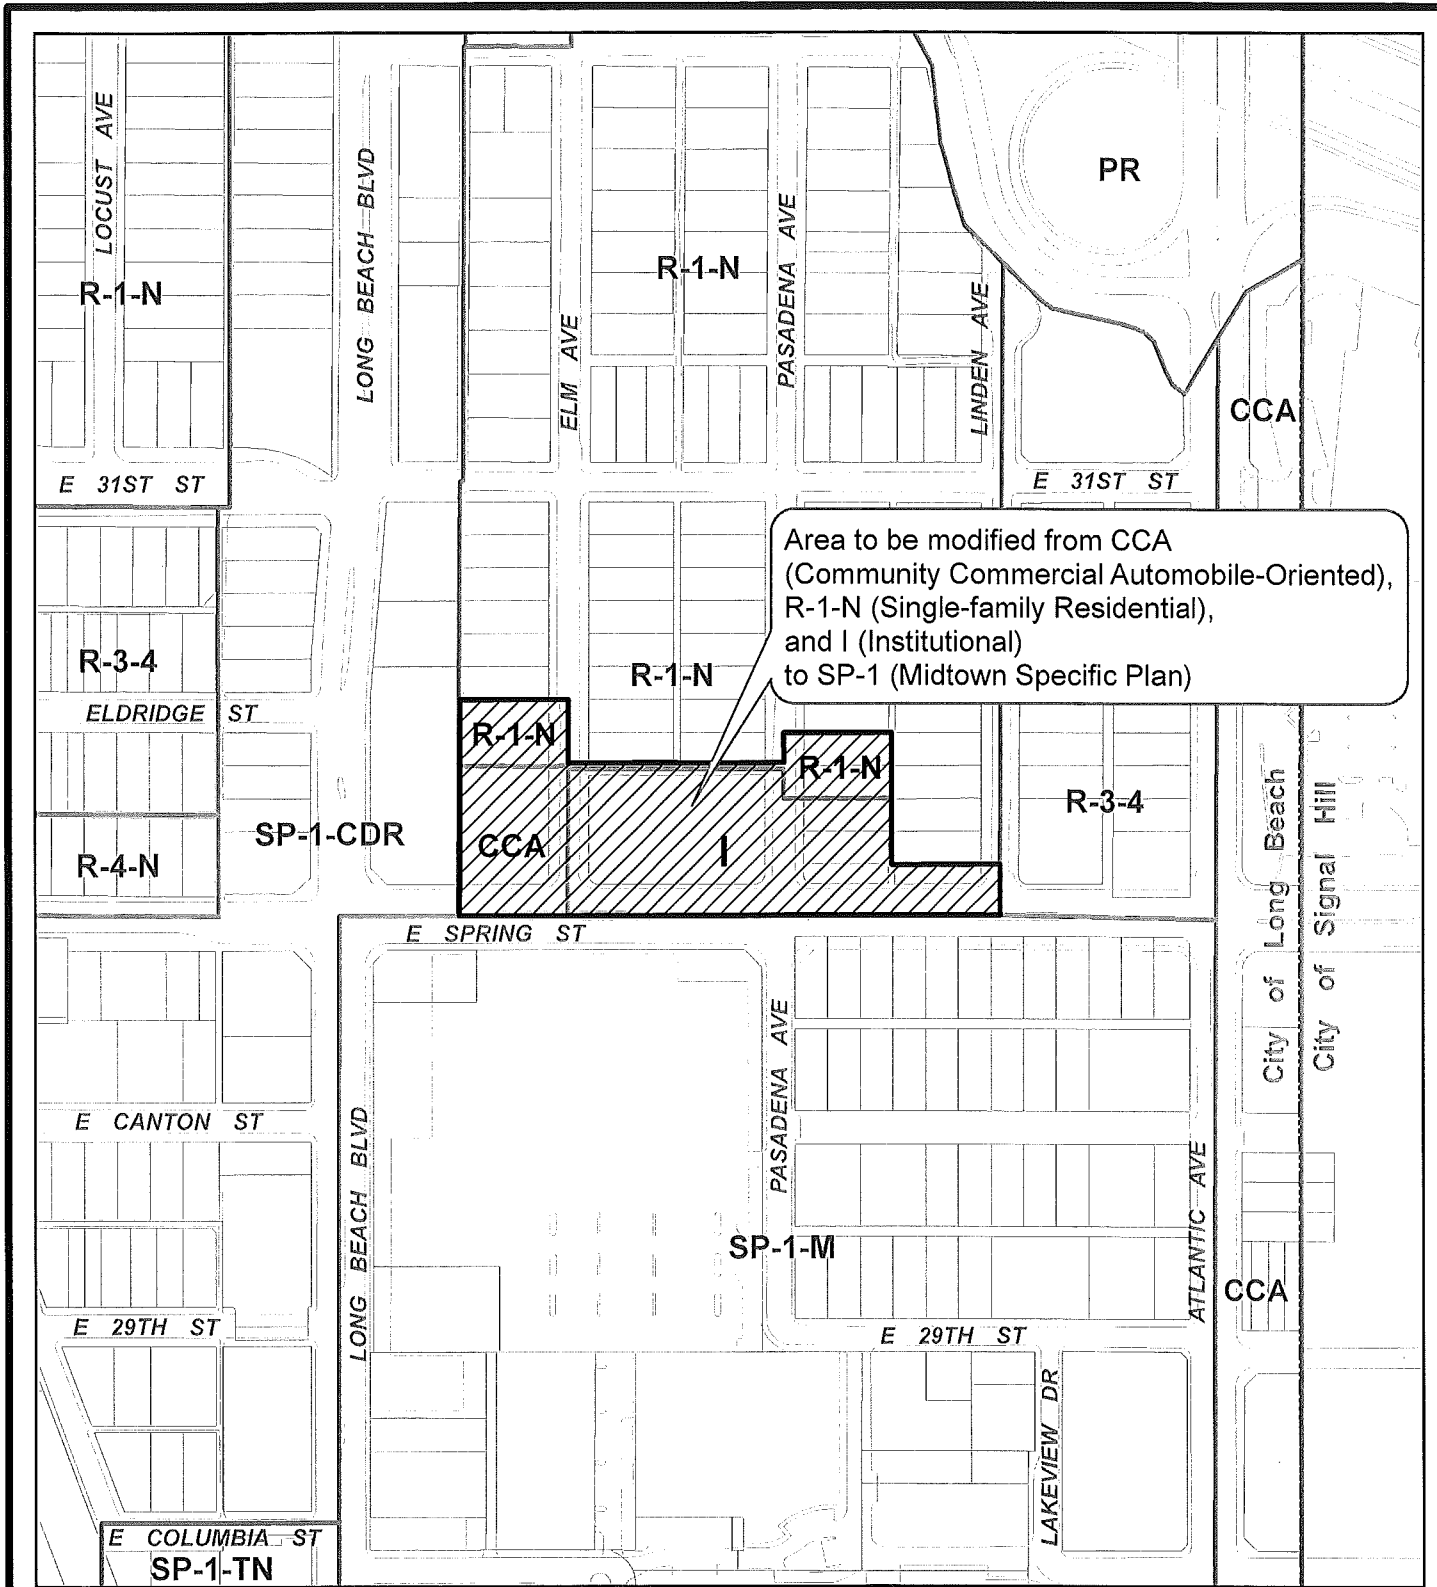 LOCUST AVE
LONG BEACH BLVD
PASADENA AVE
PR
R-1-N
R-1-N
ELM AVE
LINDEN AVE
CCA
E 31ST ST
E 31ST ST
Area to be modified from CCA
(Community Commercial Automobile-Oriented),
R-1-N (Single-family Residential),
and I (Institutional)
to SP-1 (Midtown Specific Plan)
R-3-4
R-1-N
ELDRIDGE ST
R-1-N
R-1-N
R-3-4
SP-1-CDR
CCA
I
R-4-N
City of Long Beach
City of Signal Hill
E SPRING ST
PASADENA AVE
E CANTON ST
LONG BEACH BLVD
ATLANTIC AVE
SP-1-M
CCA
E 29TH ST
E 29TH ST
LAKEVIEW DR
E COLUMBIA ST
SP-1-TN